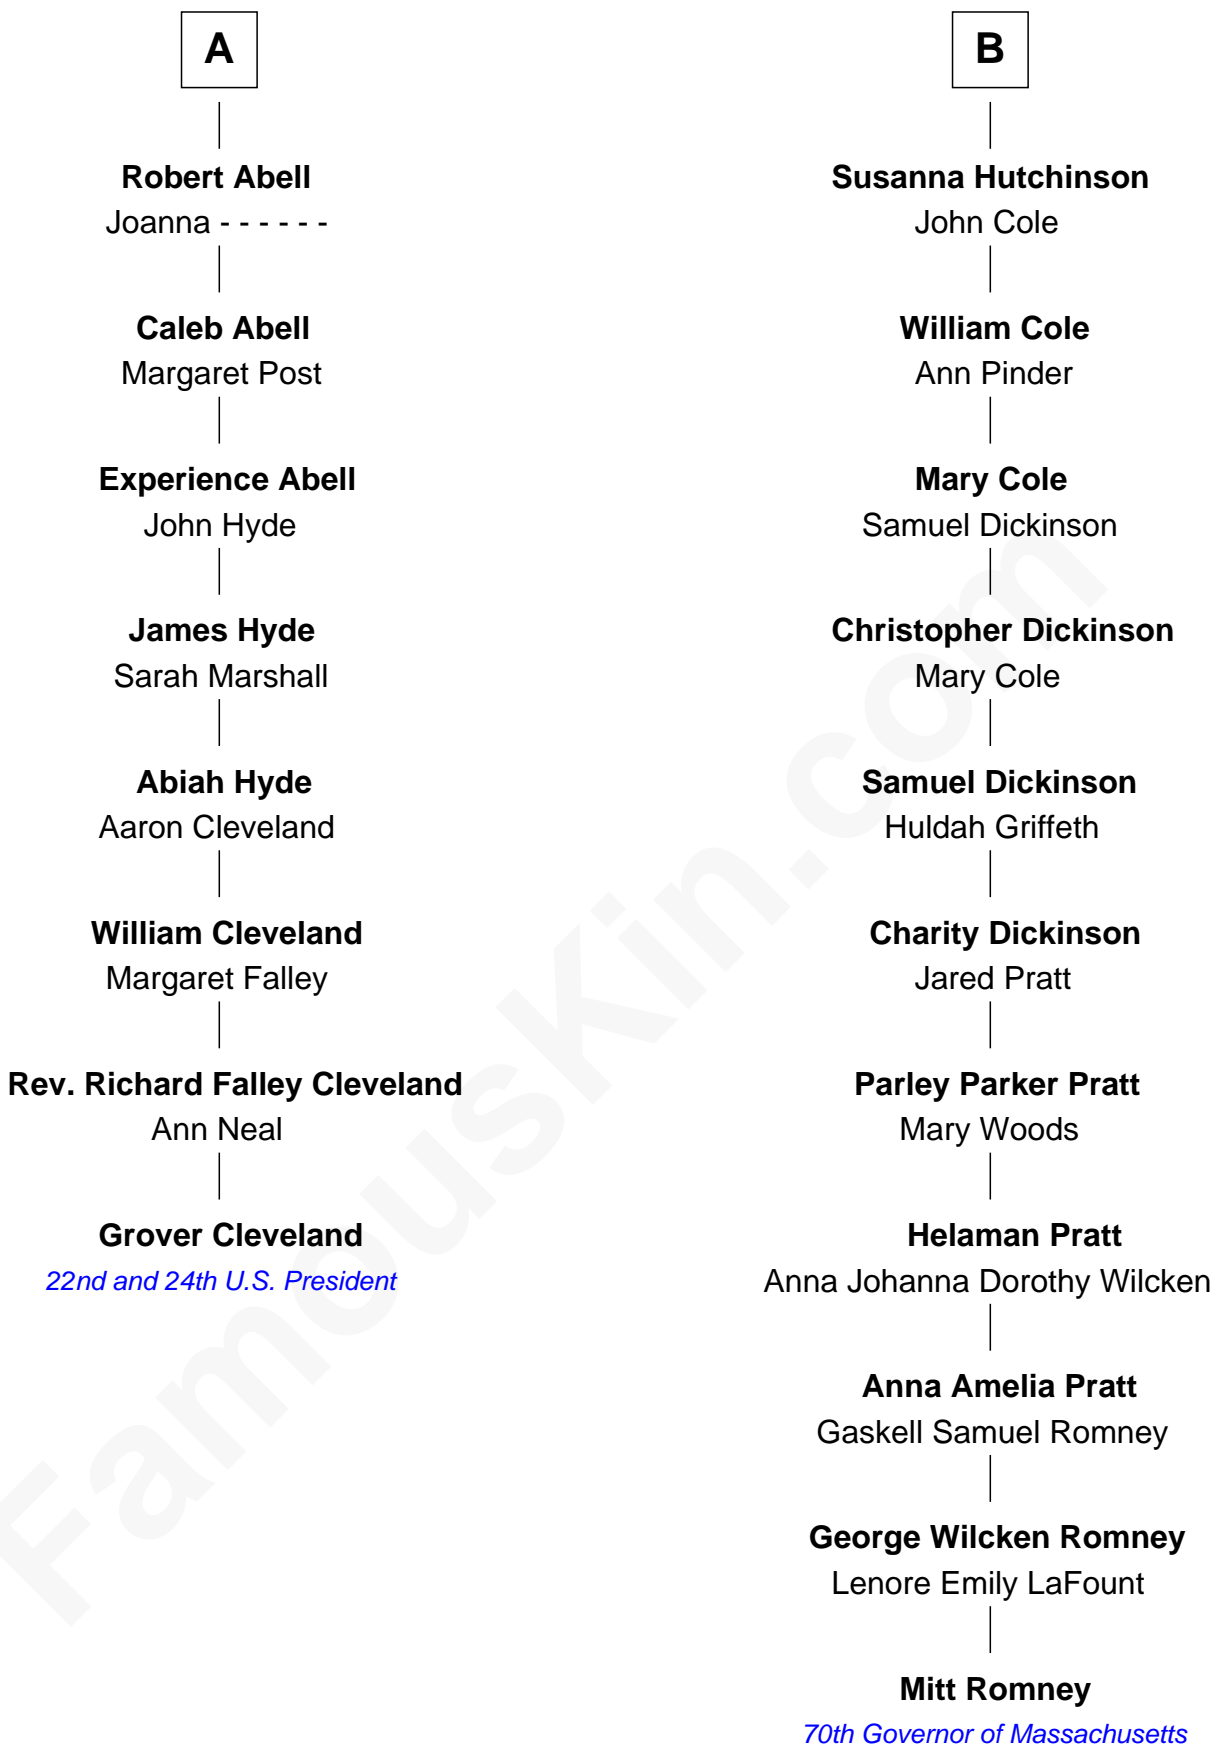 A
Robert Abell
Joanna - - - - - -
Caleb Abell
Margaret Post
Experience Abell
John Hyde
James Hyde
Sarah Marshall
Abiah Hyde
Aaron Cleveland
William Cleveland
Margaret Falley
Rev. Richard Falley Cleveland
Ann Neal
Grover Cleveland
22nd and 24th U.S. President
B
Susanna Hutchinson
John Cole
William Cole
Ann Pinder
Mary Cole
Samuel Dickinson
Christopher Dickinson
Mary Cole
Samuel Dickinson
Huldah Griffeth
Charity Dickinson
Jared Pratt
Parley Parker Pratt
Mary Woods
Helaman Pratt
Anna Johanna Dorothy Wilcken
Anna Amelia Pratt
Gaskell Samuel Romney
George Wilcken Romney
Lenore Emily LaFount
Mitt Romney
70th Governor of Massachusetts
FamousKin.com